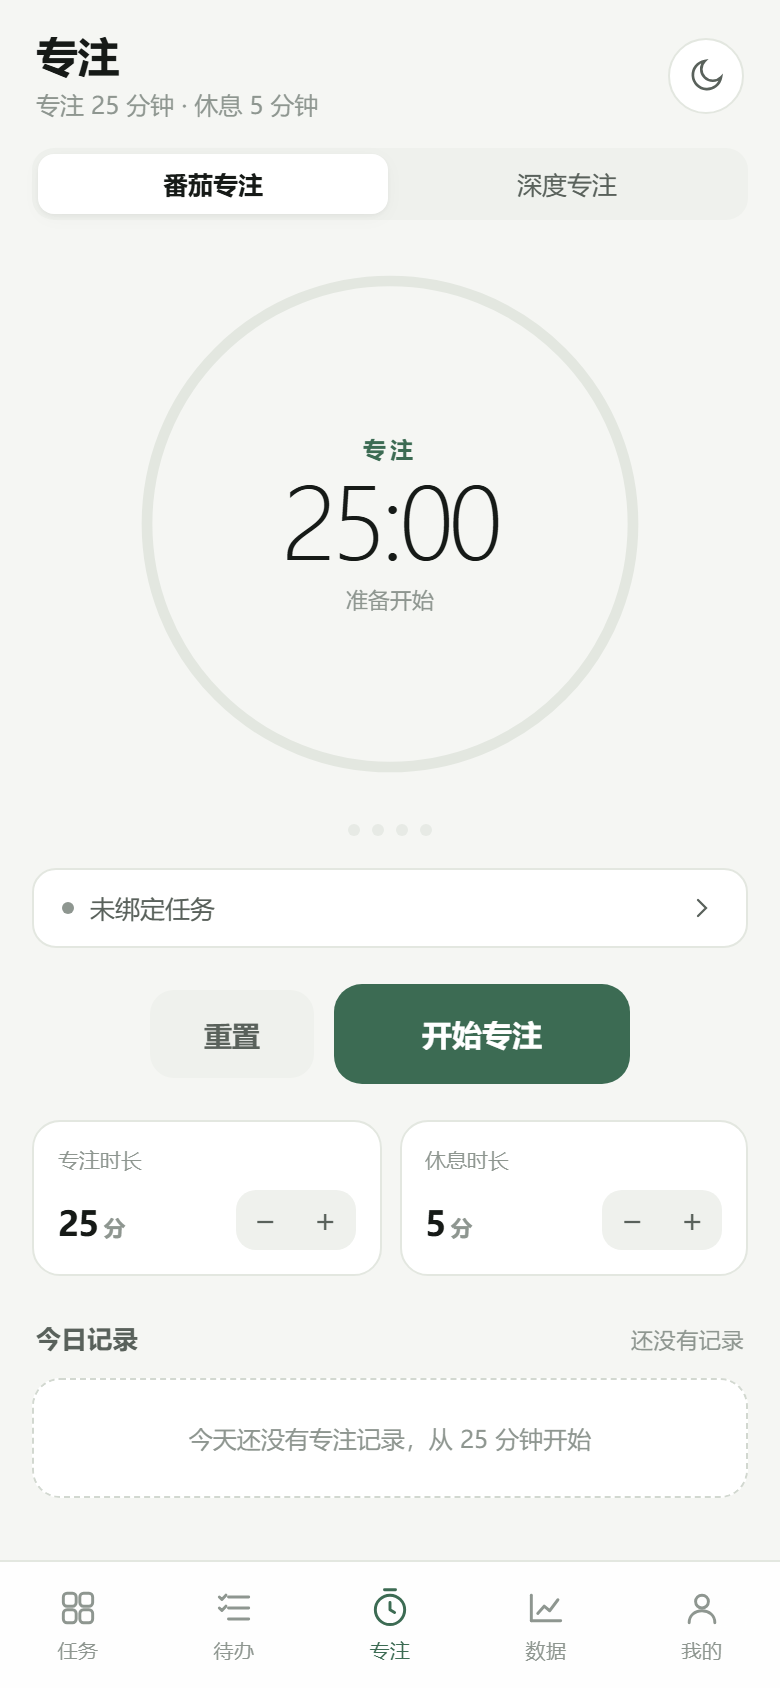 专注
专注 25 分钟 · 休息 5 分钟
番茄专注
深度专注
专注
25:00
准备开始
未绑定任务
重置
开始专注
专注时长
25 分
− +
休息时长
5 分
− +
今日记录
还没有记录
今天还没有专注记录，从 25 分钟开始
任务
待办
专注
数据
我的